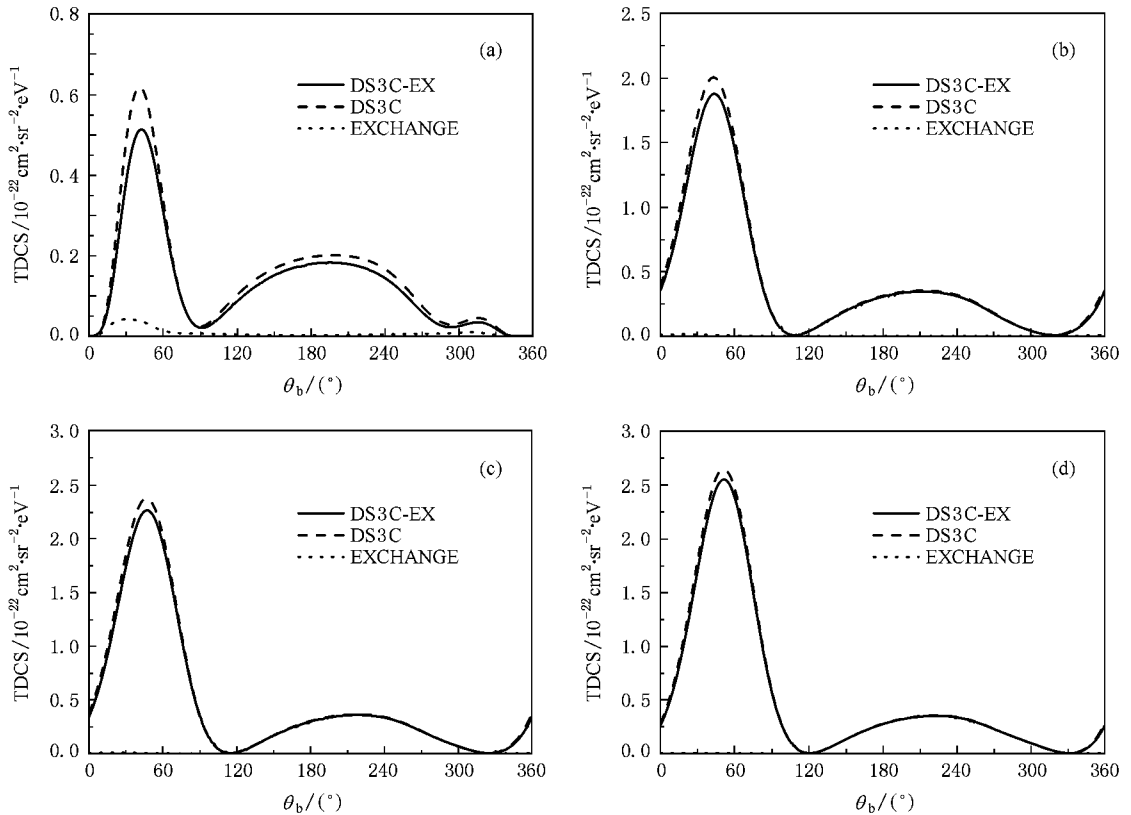 (a)
TDCS/10⁻²²cm²·sr⁻²·eV⁻¹
0.8
0.6
0.4
0.2
0.
DS3C-EX
DS3C
EXCHANGE
0 60 120 180 240 300 360
θb/(°)
(b)
TDCS/10⁻²²cm²·sr⁻²·eV⁻¹
2.5
2.0
1.5
1.0
0.5
0.
DS3C-EX
DS3C
EXCHANGE
0 60 120 180 240 300 360
θb/(°)
(c)
TDCS/10⁻²²cm²·sr⁻²·eV⁻¹
3.0
2.5
2.0
1.5
1.0
0.5
0.
DS3C-EX
DS3C
EXCHANGE
0 60 120 180 240 300 360
θb/(°)
(d)
TDCS/10⁻²²cm²·sr⁻²·eV⁻¹
3.0
2.5
2.0
1.5
1.0
0.5
0.
DS3C-EX
DS3C
EXCHANGE
0 60 120 180 240 300 360
θb/(°)